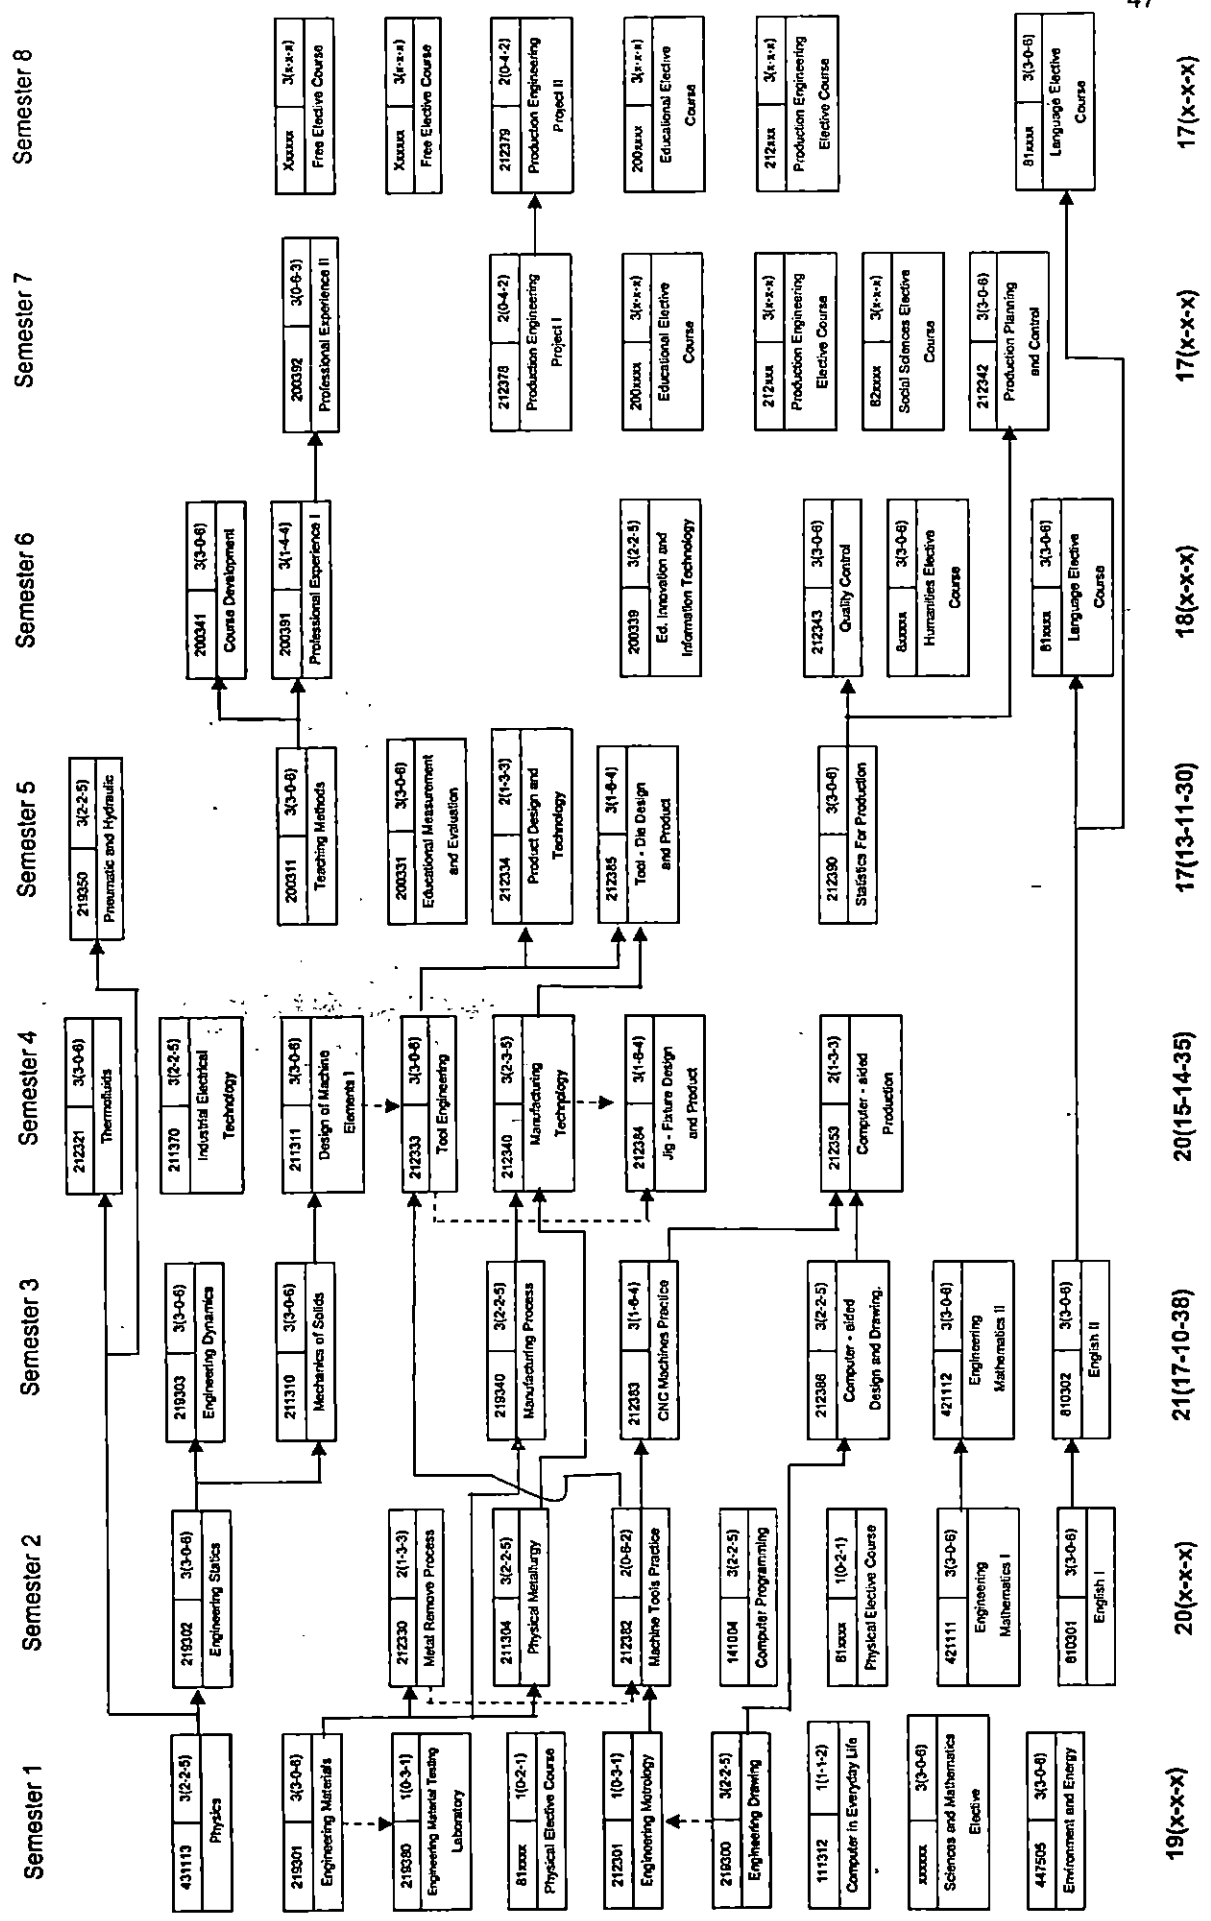 47
Semester 1
431113 3(2-2-5)
Physics
219301 3(3-0-6)
Engineering Materials
219380 1(0-3-1)
Engineering Material Testing
Laboratory
81xxxx 1(0-2-1)
Physical Elective Course
212301 1(0-3-1)
Engineering Motrology
219300 3(2-2-5)
Engineering Drawing
111312 1(1-1-2)
Computer in Everyday Life
xxxxxx 3(3-0-6)
Sciences and Mathematics
Elective
447505 3(3-0-6)
Environment and Energy
19(x-x-x)
Semester 2
219302 3(3-0-6)
Engineering Statics
212330 2(1-3-3)
Metal Remove Process
211304 3(2-2-5)
Physical Metallurgy
212382 2(0-6-2)
Machine Tools Practice
141004 3(2-2-5)
Computer Programming
81xxxx 1(0-2-1)
Physical Elective Course
421111 3(3-0-6)
Engineering
Mathematics I
810301 3(3-0-6)
English I
20(x-x-x)
Semester 3
219303 3(3-0-6)
Engineering Dynamics
211310 3(3-0-6)
Mechanics of Solids
219340 3(2-2-5)
Manufacturing Process
212383 3(1-6-4)
CNC Machines Practice
212386 3(2-2-5)
Computer - aided
Design and Drawing.
421112 3(3-0-6)
Engineering
Mathematics II
810302 3(3-0-6)
English II
21(17-10-38)
Semester 4
212321 3(3-0-6)
Thermofluids
211370 3(2-2-5)
Industrial Electrical
Technology
211311 3(3-0-6)
Design of Machine
Elements I
212333 3(3-0-6)
Tool Engineering
212340 3(2-3-5)
Manufacturing
Technology
212384 3(1-6-4)
Jig - Fixture Design
and Product
212353 2(1-3-3)
Computer - aided
Production
20(15-14-35)
Semester 5
219350 3(2-2-5)
Pneumatic and Hydraulic
200311 3(3-0-6)
Teaching Methods
200331 3(3-0-6)
Educational Measurement
and Evaluation
212334 2(1-3-3)
Product Design and
Technology
212385 3(1-6-4)
Tool - Die Design
and Product
212390 3(3-0-6)
Statistics For Production
17(13-11-30)
Semester 6
200341 3(3-0-6)
Course Development
200391 3(1-4-4)
Professional Experience I
200339 3(2-2-5)
Ed. Innovation and
Information Technology
212343 3(3-0-6)
Quality Control
8xxxxx 3(3-0-6)
Humanities Elective
Course
81xxxx 3(3-0-6)
Language Elective
Course
18(x-x-x)
Semester 7
200392 3(0-6-3)
Professional Experience II
212378 2(0-4-2)
Production Engineering
Project I
200xxxx 3(x-x-x)
Educational Elective
Course
212xxx 3(x-x-x)
Production Engineering
Elective Course
82xxxx 3(x-x-x)
Social Sciences Elective
Course
212342 3(3-0-6)
Production Planning
and Control
17(x-x-x)
Semester 8
Xxxxxx 3(x-x-x)
Free Elective Course
Xxxxxx 3(x-x-x)
Free Elective Course
212379 2(0-4-2)
Production Engineering
Project II
200xxxx 3(x-x-x)
Educational Elective
Course
212xxx 3(x-x-x)
Production Engineering
Elective Course
81xxxx 3(3-0-6)
Language Elective
Course
17(x-x-x)